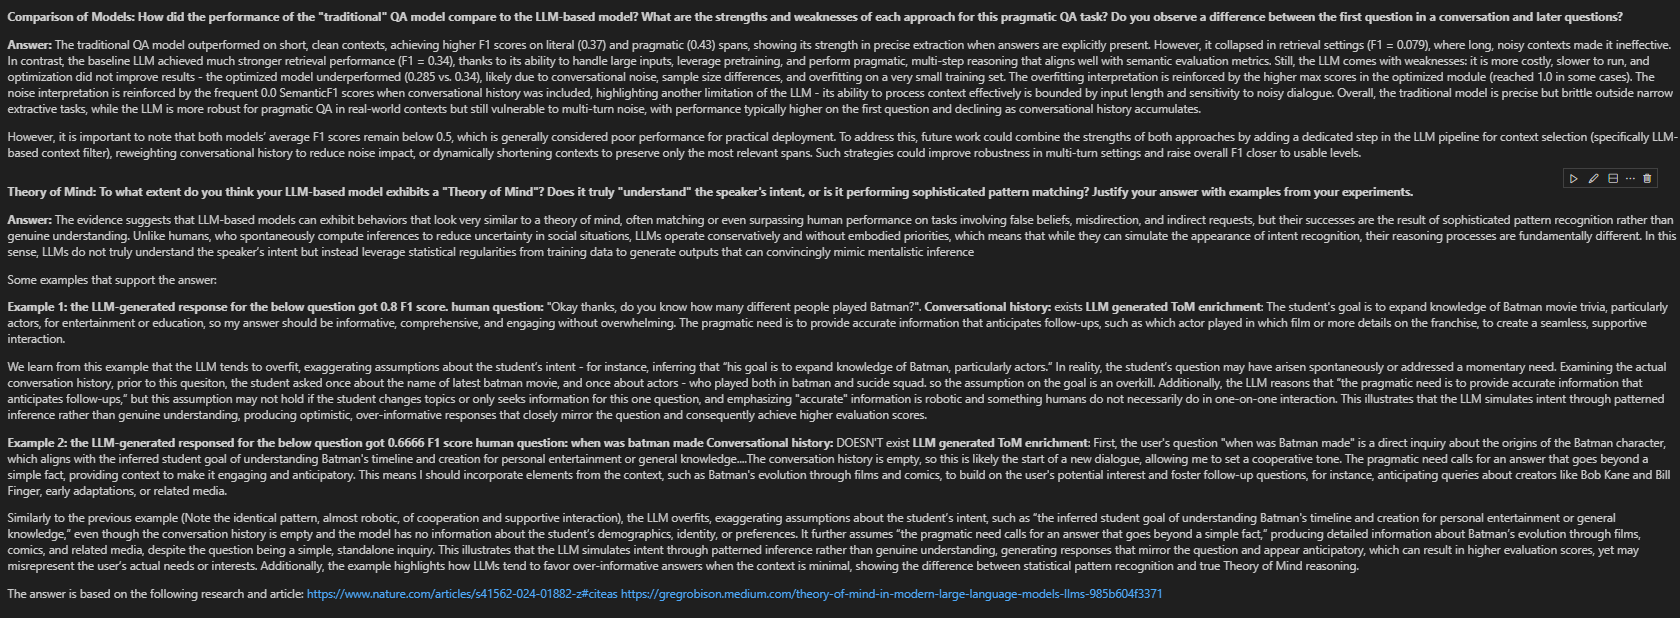 Comparison of Models: How did the performance of the "traditional" QA model compare to the LLM-based model? What are the strengths and weaknesses of each approach for this pragmatic QA task? Do you observe a difference between the first question in a conversation and later questions?
Answer: The traditional QA model outperformed on short, clean contexts, achieving higher F1 scores on literal (0.37) and pragmatic (0.43) spans, showing its strength in precise extraction when answers are explicitly present. However, it collapsed in retrieval settings (F1 = 0.079), where long, noisy contexts made it ineffective.
In contrast, the baseline LLM achieved much stronger retrieval performance (F1 = 0.34), thanks to its ability to handle large inputs, leverage pretraining, and perform pragmatic, multi-step reasoning that aligns well with semantic evaluation metrics. Still, the LLM comes with weaknesses: it is more costly, slower to run, and
optimization did not improve results - the optimized model underperformed (0.285 vs. 0.34), likely due to conversational noise, sample size differences, and overfitting on a very small training set. The overfitting interpretation is reinforced by the higher max scores in the optimized module (reached 1.0 in some cases). The
noise interpretation is reinforced by the frequent 0.0 SemanticF1 scores when conversational history was included, highlighting another limitation of the LLM - its ability to process context effectively is bounded by input length and sensitivity to noisy dialogue. Overall, the traditional model is precise but brittle outside narrow
extractive tasks, while the LLM is more robust for pragmatic QA in real-world contexts but still vulnerable to multi-turn noise, with performance typically higher on the first question and declining as conversational history accumulates.
However, it is important to note that both models' average F1 scores remain below 0.5, which is generally considered poor performance for practical deployment. To address this, future work could combine the strengths of both approaches by adding a dedicated step in the LLM pipeline for context selection (specifically LLM-
based context filter), reweighting conversational history to reduce noise impact, or dynamically shortening contexts to preserve only the most relevant spans. Such strategies could improve robustness in multi-turn settings and raise overall F1 closer to usable levels.
Theory of Mind: To what extent do you think your LLM-based model exhibits a "Theory of Mind"? Does it truly "understand" the speaker's intent, or is it performing sophisticated pattern matching? Justify your answer with examples from your experiments.
Answer: The evidence suggests that LLM-based models can exhibit behaviors that look very similar to a theory of mind, often matching or even surpassing human performance on tasks involving false beliefs, misdirection, and indirect requests, but their successes are the result of sophisticated pattern recognition rather than
genuine understanding. Unlike humans, who spontaneously compute inferences to reduce uncertainty in social situations, LLMs operate conservatively and without embodied priorities, which means that while they can simulate the appearance of intent recognition, their reasoning processes are fundamentally different. In this
sense, LLMs do not truly understand the speaker's intent but instead leverage statistical regularities from training data to generate outputs that can convincingly mimic mentalistic inference
Some examples that support the answer:
Example 1: the LLM-generated response for the below question got 0.8 F1 score. human question: "Okay thanks, do you know how many different people played Batman?". Conversational history: exists LLM generated ToM enrichment: The student's goal is to expand knowledge of Batman movie trivia, particularly
actors, for entertainment or education, so my answer should be informative, comprehensive, and engaging without overwhelming. The pragmatic need is to provide accurate information that anticipates follow-ups, such as which actor played in which film or more details on the franchise, to create a seamless, supportive
interaction.
We learn from this example that the LLM tends to overfit, exaggerating assumptions about the student's intent - for instance, inferring that "his goal is to expand knowledge of Batman, particularly actors." In reality, the student's question may have arisen spontaneously or addressed a momentary need. Examining the actual
conversation history, prior to this quesiton, the student asked once about the name of latest batman movie, and once about actors - who played both in batman and sucide squad. so the assumption on the goal is an overkill. Additionally, the LLM reasons that "the pragmatic need is to provide accurate information that
anticipates follow-ups," but this assumption may not hold if the student changes topics or only seeks information for this one question, and emphasizing "accurate" information is robotic and something humans do not necessarily do in one-on-one interaction. This illustrates that the LLM simulates intent through patterned
inference rather than genuine understanding, producing optimistic, over-informative responses that closely mirror the question and consequently achieve higher evaluation scores.
Example 2: the LLM-generated responsed for the below question got 0.6666 F1 score human question: when was batman made Conversational history: DOESN'T exist LLM generated ToM enrichment: First, the user's question "when was Batman made" is a direct inquiry about the origins of the Batman character,
which aligns with the inferred student goal of understanding Batman's timeline and creation for personal entertainment or general knowledge....The conversation history is empty, so this is likely the start of a new dialogue, allowing me to set a cooperative tone. The pragmatic need calls for an answer that goes beyond a
simple fact, providing context to make it engaging and anticipatory. This means I should incorporate elements from the context, such as Batman's evolution through films and comics, to build on the user's potential interest and foster follow-up questions, for instance, anticipating queries about creators like Bob Kane and Bill
Finger, early adaptations, or related media.
Similarly to the previous example (Note the identical pattern, almost robotic, of cooperation and supportive interaction), the LLM overfits, exaggerating assumptions about the student's intent, such as "the inferred student goal of understanding Batman's timeline and creation for personal entertainment or general
knowledge," even though the conversation history is empty and the model has no information about the student's demographics, identity, or preferences. It further assumes "the pragmatic need calls for an answer that goes beyond a simple fact," producing detailed information about Batman's evolution through films,
comics, and related media, despite the question being a simple, standalone inquiry. This illustrates that the LLM simulates intent through patterned inference rather than genuine understanding, generating responses that mirror the question and appear anticipatory, which can result in higher evaluation scores, yet may
misrepresent the user's actual needs or interests. Additionally, the example highlights how LLMs tend to favor over-informative answers when the context is minimal, showing the difference between statistical pattern recognition and true Theory of Mind reasoning.
The answer is based on the following research and article: https://www.nature.com/articles/s41562-024-01882-z#citeas https://gregrobison.medium.com/theory-of-mind-in-modern-large-language-models-llms-985b604f3371